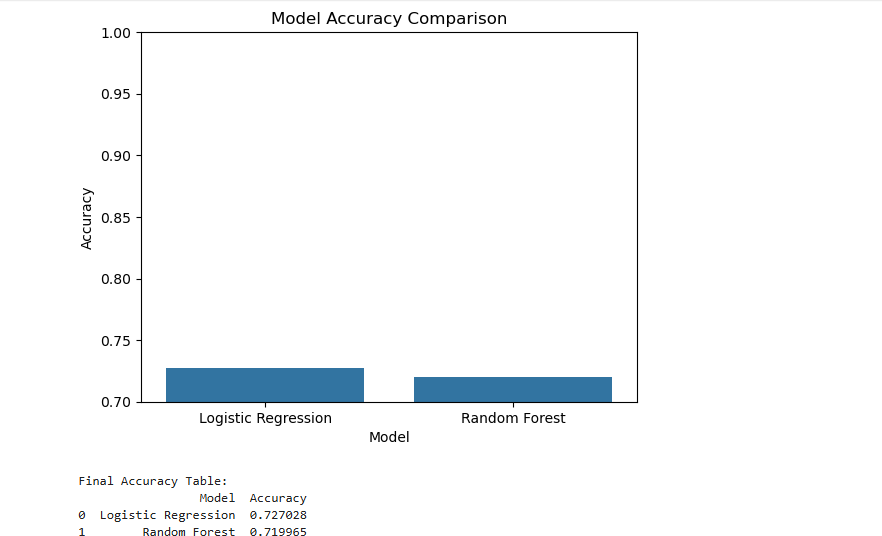 Model Accuracy Comparison
1.00
0.95
0.90
0.85
0.80
0.75
0.70
Accuracy
Logistic Regression Random Forest
Model
Final Accuracy Table:
Model Accuracy
0 Logistic Regression 0.727028
1 Random Forest 0.719965